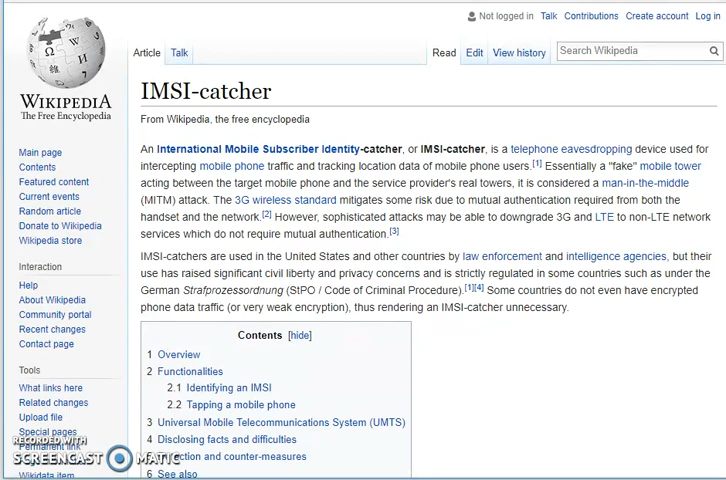 Not logged in Talk Contributions Create account Log in
Article Talk Read Edit View history Search Wikipedia
WIKIPEDIA
The Free Encyclopedia
Main page
Contents
Featured content
Current events
Random article
Donate to Wikipedia
Wikipedia store
Interaction
Help
About Wikipedia
Community portal
Recent changes
Contact page
Tools
What links here
Related changes
Upload file
Special pages
Permanent link
Wikidata item
IMSI-catcher
From Wikipedia, the free encyclopedia
An International Mobile Subscriber Identity-catcher, or IMSI-catcher, is a telephone eavesdropping device used for
intercepting mobile phone traffic and tracking location data of mobile phone users.[1] Essentially a "fake" mobile tower
acting between the target mobile phone and the service provider's real towers, it is considered a man-in-the-middle
(MITM) attack. The 3G wireless standard mitigates some risk due to mutual authentication required from both the
handset and the network.[2] However, sophisticated attacks may be able to downgrade 3G and LTE to non-LTE network
services which do not require mutual authentication.[3]
IMSI-catchers are used in the United States and other countries by law enforcement and intelligence agencies, but their
use has raised significant civil liberty and privacy concerns and is strictly regulated in some countries such as under the
German Strafprozessordnung (StPO / Code of Criminal Procedure).[1][4] Some countries do not even have encrypted
phone data traffic (or very weak encryption), thus rendering an IMSI-catcher unnecessary.
Contents [hide]
1 Overview
2 Functionalities
2.1 Identifying an IMSI
2.2 Tapping a mobile phone
3 Universal Mobile Telecommunications System (UMTS)
4 Disclosing facts and difficulties
ction and counter-measures
6 See also
RECORDED WITH
SCREENCAST MATIC